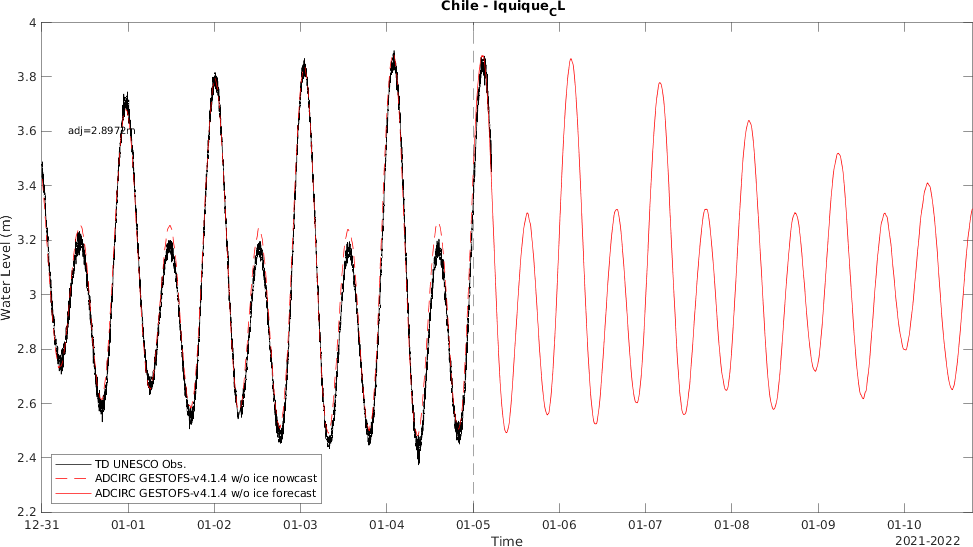 Chile - Iquique_CL
4
3.8
3.6
3.4
3.2
3
2.8
2.6
2.4
2.2
Water Level (m)
adj=2.8972m
TD UNESCO Obs.
ADCIRC GESTOFS-v4.1.4 w/o ice nowcast
ADCIRC GESTOFS-v4.1.4 w/o ice forecast
12-31 01-01 01-02 01-03 01-04 01-05 01-06 01-07 01-08 01-09 01-10
Time
2021-2022